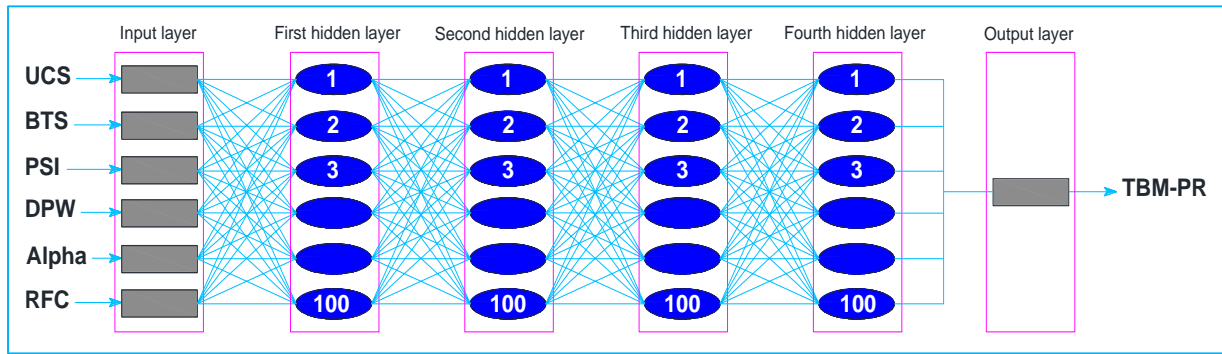 Input layer First hidden layer Second hidden layer Third hidden layer Fourth hidden layer Output layer
UCS 1 1 1 1
BTS 2 2 2 2
PSI 3 3 3 3
TBM-PR
DPW
Alpha
RFC 100 100 100 100